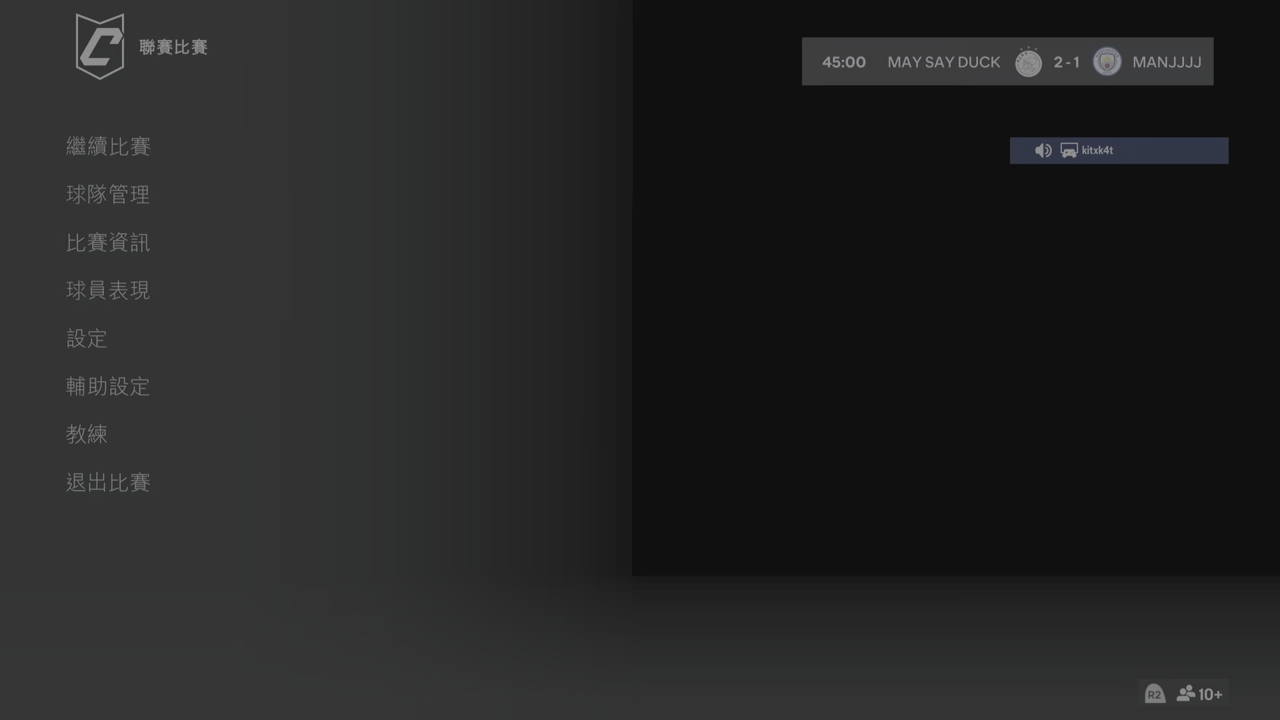 聯賽比賽
45:00 MAY SAY DUCK 2 - 1 MANJJJJ
kitxk4t
繼續比賽
球隊管理
比賽資訊
球員表現
設定
輔助設定
教練
退出比賽
R2 10+